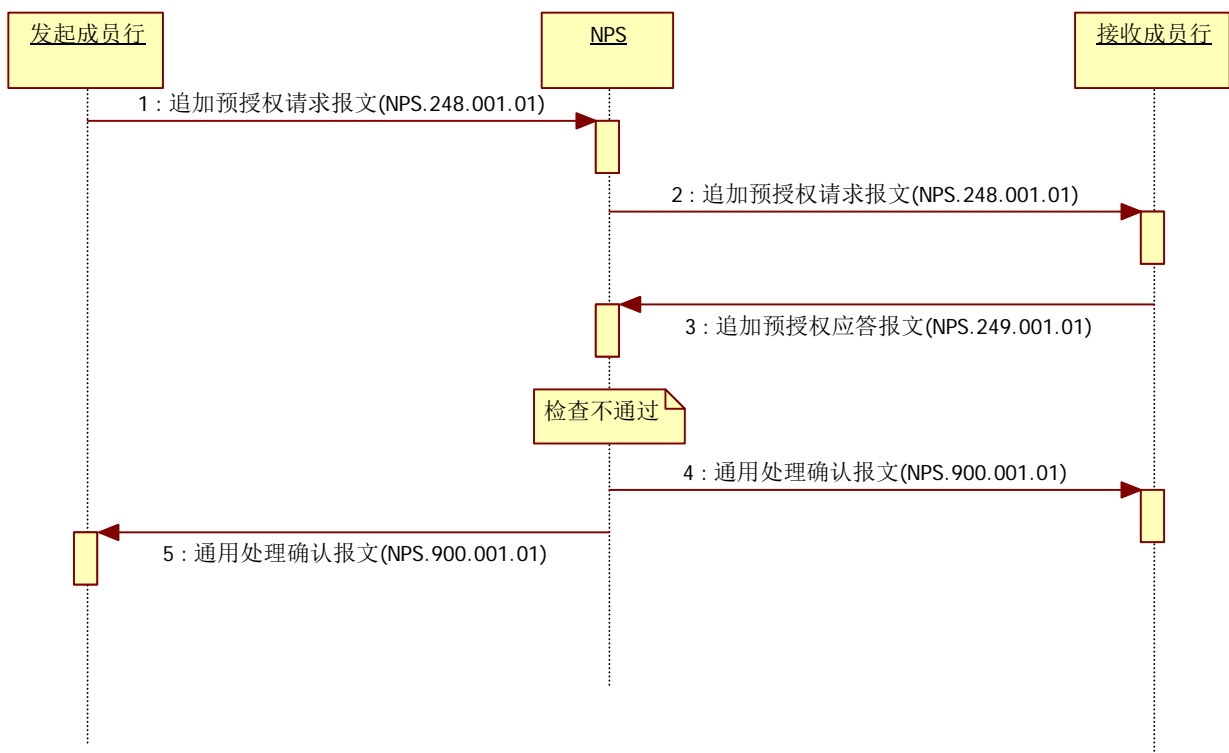 发起成员行
NPS
接收成员行
1 : 追加预授权请求报文(NPS.248.001.01)
2 : 追加预授权请求报文(NPS.248.001.01)
3 : 追加预授权应答报文(NPS.249.001.01)
检查不通过
4 : 通用处理确认报文(NPS.900.001.01)
5 : 通用处理确认报文(NPS.900.001.01)